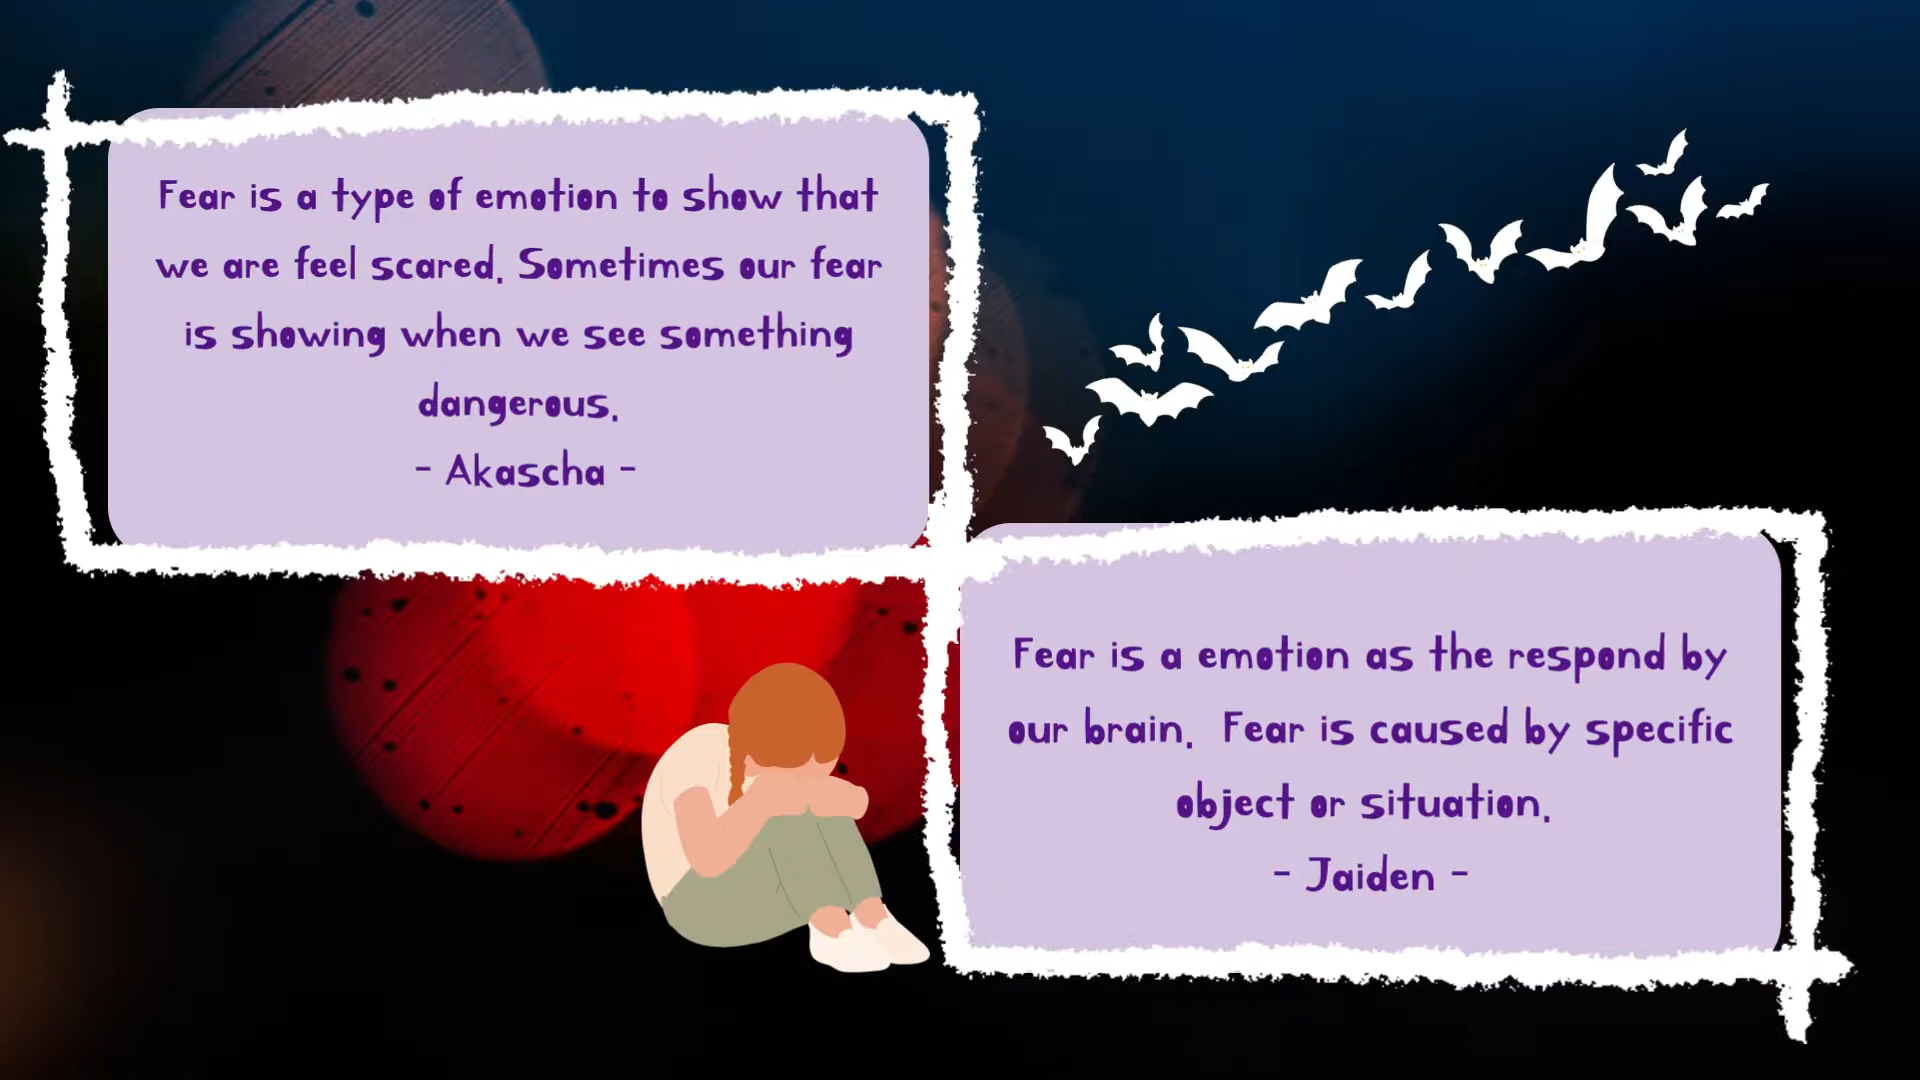 Fear is a type of emotion to show that
we are feel scared. Sometimes our fear
is showing when we see something
dangerous.
- Akascha -
Fear is a emotion as the respond by
our brain.  Fear is caused by specific
object or situation.
- Jaiden -